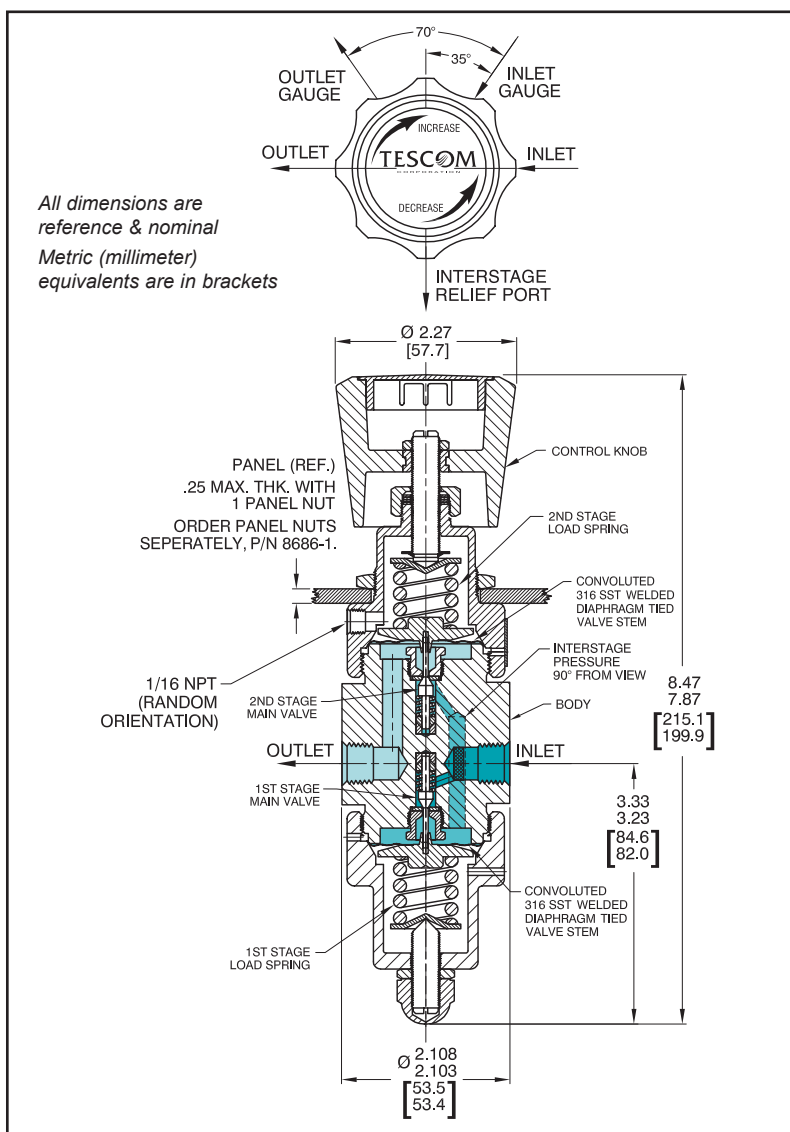 70°
35°
OUTLET
GAUGE
INLET
GAUGE
INCREASE
OUTLET
TESCOM
CORPORATION
INLET
DECREASE
All dimensions are
reference & nominal
Metric (millimeter)
equivalents are in brackets
INTERSTAGE
RELIEF PORT
Ø 2.27
[57.7]
CONTROL KNOB
PANEL (REF.)
.25 MAX. THK. WITH
1 PANEL NUT
ORDER PANEL NUTS
SEPERATELY, P/N 8686-1.
2ND STAGE
LOAD SPRING
CONVOLUTED
316 SST WELDED
DIAPHRAGM TIED
VALVE STEM
INTERSTAGE
PRESSURE
90° FROM VIEW
1/16 NPT
(RANDOM
ORIENTATION)
2ND STAGE
MAIN VALVE
BODY
8.47
7.87
[215.1
199.9]
OUTLET
INLET
1ST STAGE
MAIN VALVE
3.33
3.23
[84.6
82.0]
CONVOLUTED
316 SST WELDED
DIAPHRAGM TIED
VALVE STEM
1ST STAGE
LOAD SPRING
Ø 2.108
2.103
[53.5
53.4]